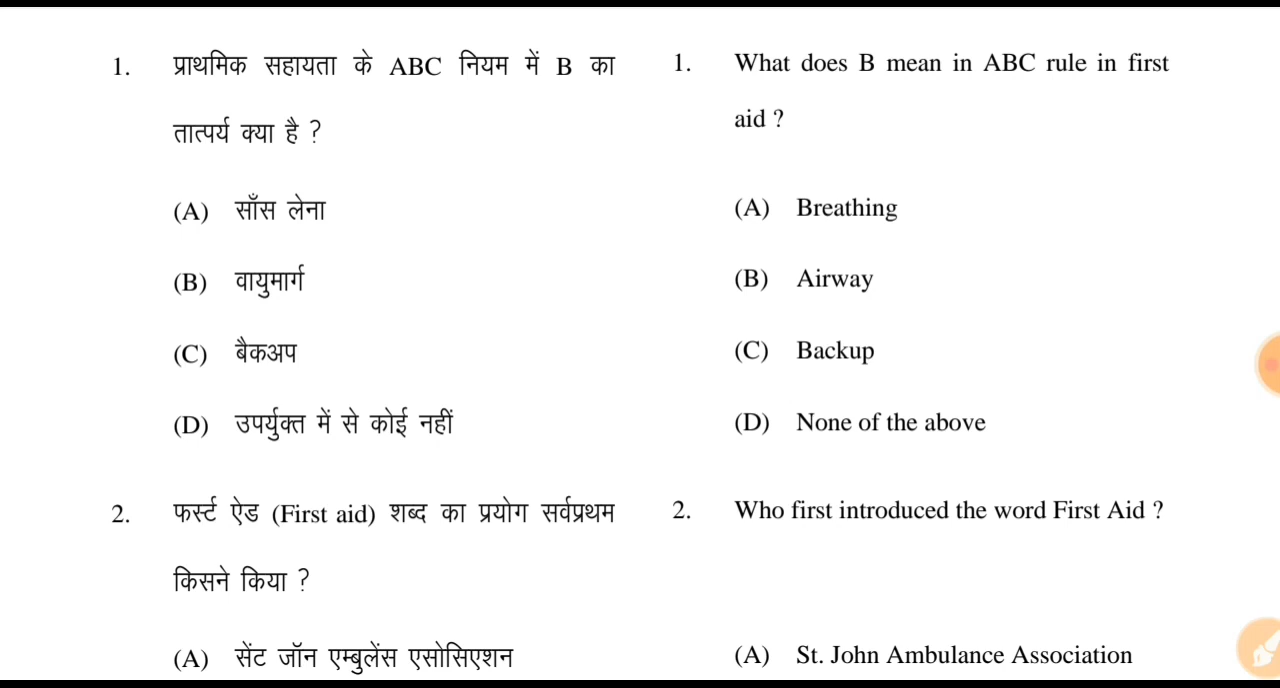 1. प्राथमिक सहायता के ABC नियम में B का
तात्पर्य क्या है ?
(A) साँस लेना
(B) वायुमार्ग
(C) बैकअप
(D) उपर्युक्त में से कोई नहीं
2. फर्स्ट ऐड (First aid) शब्द का प्रयोग सर्वप्रथम
किसने किया ?
(A) सेंट जॉन एम्बुलेंस एसोसिएशन
1. What does B mean in ABC rule in first
aid ?
(A) Breathing
(B) Airway
(C) Backup
(D) None of the above
2. Who first introduced the word First Aid ?
(A) St. John Ambulance Association